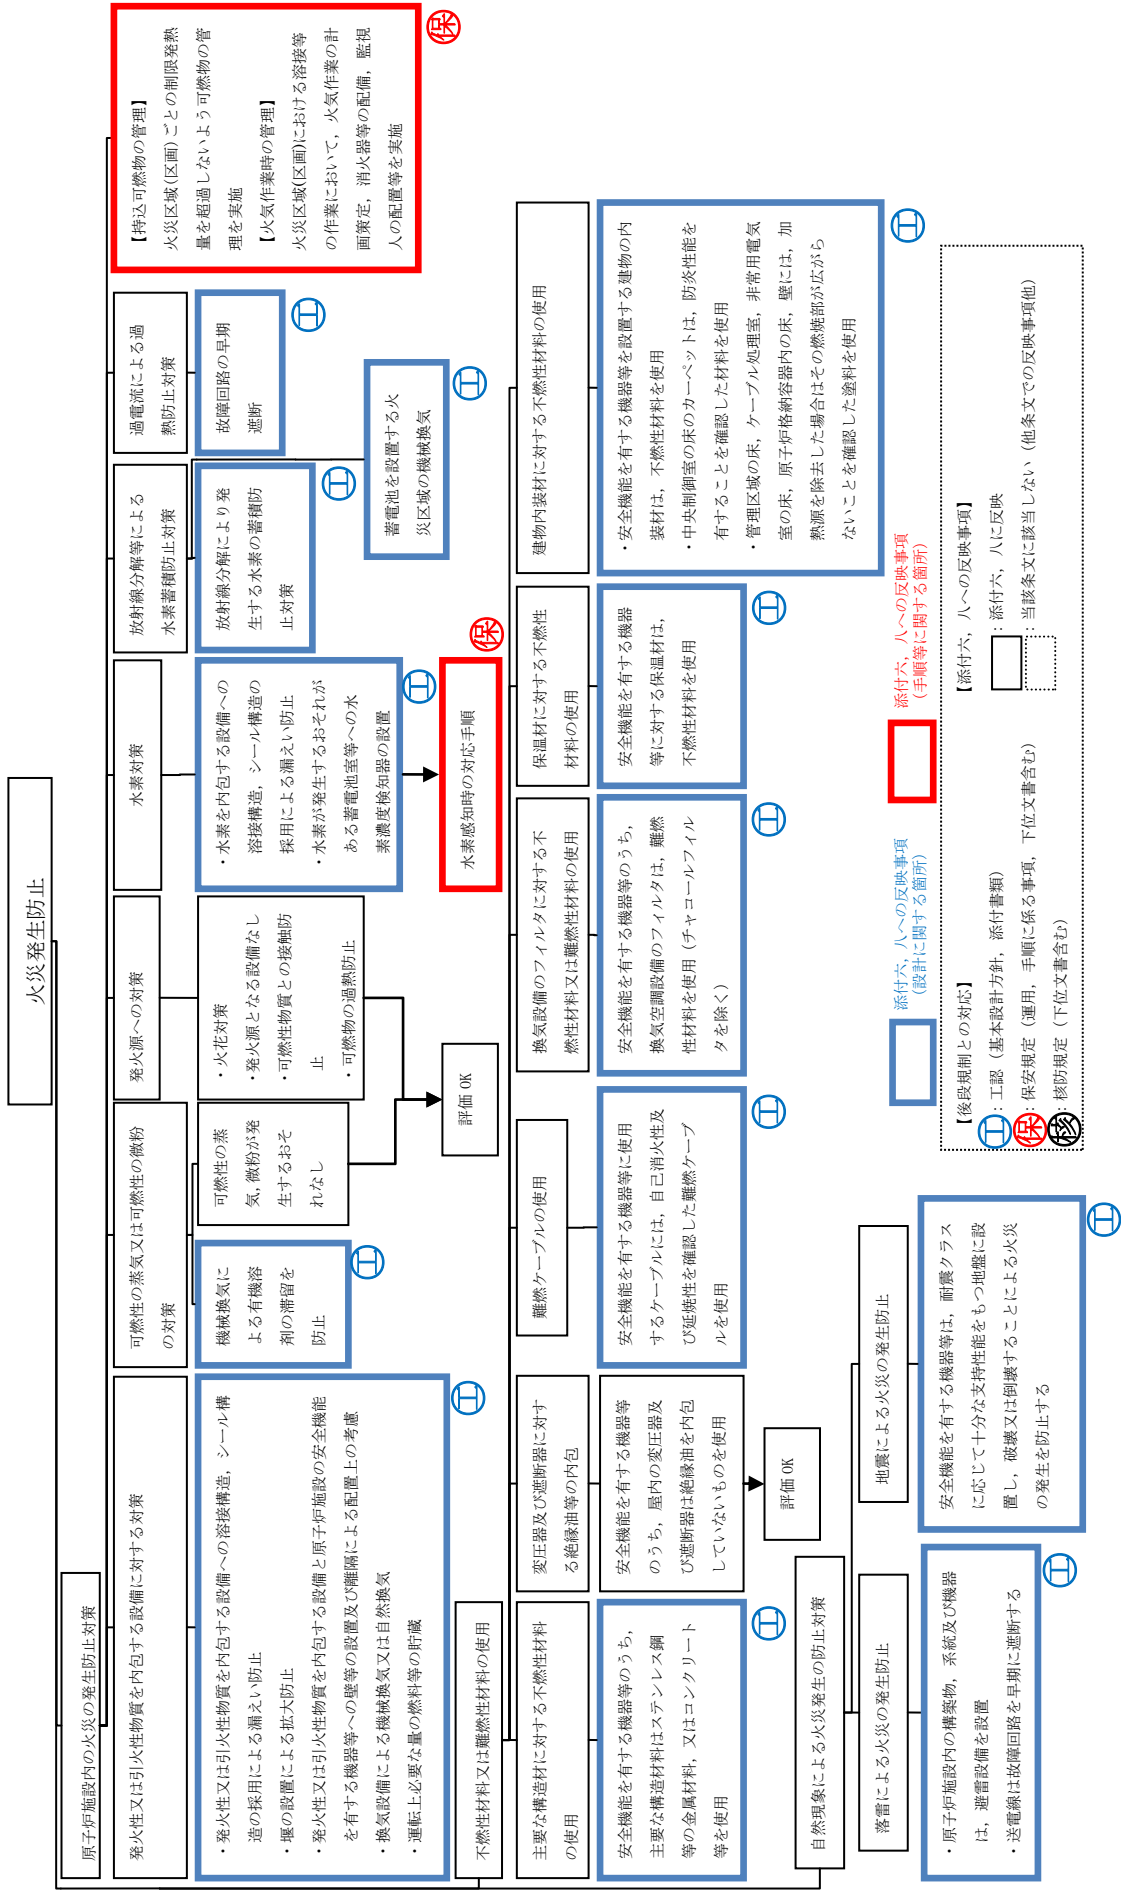 火災発生防止
原子炉施設内の火災の発生防止対策
発火性又は引火性物質を内包する設備に対する対策
・発火性又は引火性物質を内包する設備への溶接構造，シール構
造の採用による漏えい防止
・堰の設置による拡大防止
・発火性又は引火性物質を内包する設備と原子炉施設の安全機能
を有する機器等への壁等の設置及び離隔による配置上の考慮
・換気設備による機械換気又は自然換気
・運転上必要な量の燃料等の貯蔵
工
可燃性の蒸気又は可燃性の微粉
の対策
機械換気に
よる有機溶
剤の滞留を
防止
工
可燃性の蒸
気,微粉が発
生するおそ
れなし
発火源への対策
・火花対策
・発火源となる設備なし
・可燃性物質との接触防
止
・可燃物の過熱防止
評価 OK
水素対策
・水素を内包する設備への
溶接構造，シール構造の
採用による漏えい防止
・水素が発生するおそれが
ある蓄電池室等への水
素濃度検知器の設置
工
水素感知時の対応手順
保
放射線分解等による
水素蓄積防止対策
放射線分解により発
生する水素の蓄積防
止対策
工
蓄電池を設置する火
災区域の機械換気
工
過電流による過
熱防止対策
故障回路の早期
遮断
工
【持込可燃物の管理】
火災区域(区画)ごとの制限発熱
量を超過しないよう可燃物の管
理を実施
【火気作業時の管理】
火災区域(区画)における溶接等
の作業において，火気作業の計
画策定，消火器等の配備，監視
人の配置等を実施
保
不燃性材料又は難燃性材料の使用
主要な構造材に対する不燃性材料
の使用
安全機能を有する機器等のうち，
主要な構造材料はステンレス鋼
等の金属材料，又はコンクリート
等を使用
工
変圧器及び遮断器に対す
る絶縁油等の内包
安全機能を有する機器等
のうち，屋内の変圧器及
び遮断器は絶縁油を内包
していないものを使用
評価 OK
難燃ケーブルの使用
安全機能を有する機器等に使用
するケーブルには，自己消火性及
び延焼性を確認した難燃ケーブ
ルを使用
工
換気設備のフィルタに対する不
燃性材料又は難燃性材料の使用
安全機能を有する機器等のうち，
換気空調設備のフィルタは，難燃
性材料を使用（チャコールフィル
タを除く）
工
保温材に対する不燃性
材料の使用
安全機能を有する機器
等に対する保温材は，
不燃性材料を使用
工
建物内装材に対する不燃性材料の使用
・安全機能を有する機器等を設置する建物の内
装材は，不燃性材料を使用
・中央制御室の床のカーペットは，防炎性能を
有することを確認した材料を使用
・管理区域の床，ケーブル処理室，非常用電気
室の床，原子炉格納容器内の床，壁には，加
熱源を除去した場合はその燃焼部が広がら
ないことを確認した塗料を使用
工
自然現象による火災発生の防止対策
落雷による火災の発生防止
・原子炉施設内の構築物，系統及び機器
は，避雷設備を設置
・送電線は故障回路を早期に遮断する
工
地震による火災の発生防止
安全機能を有する機器等は，耐震クラス
に応じて十分な支持性能をもつ地盤に設
置し，破壊又は倒壊することによる火災
の発生を防止する
工
添付六，八への反映事項
（設計に関する箇所）
添付六，八への反映事項
（手順等に関する箇所）
【後段規制との対応】
工：工認（基本設計方針，添付書類）
保：保安規定（運用，手順に係る事項，下位文書含む）
核：核防規定（下位文書含む）
【添付六，八への反映事項】
：添付六，八に反映
：当該条文に該当しない（他条文での反映事項他）